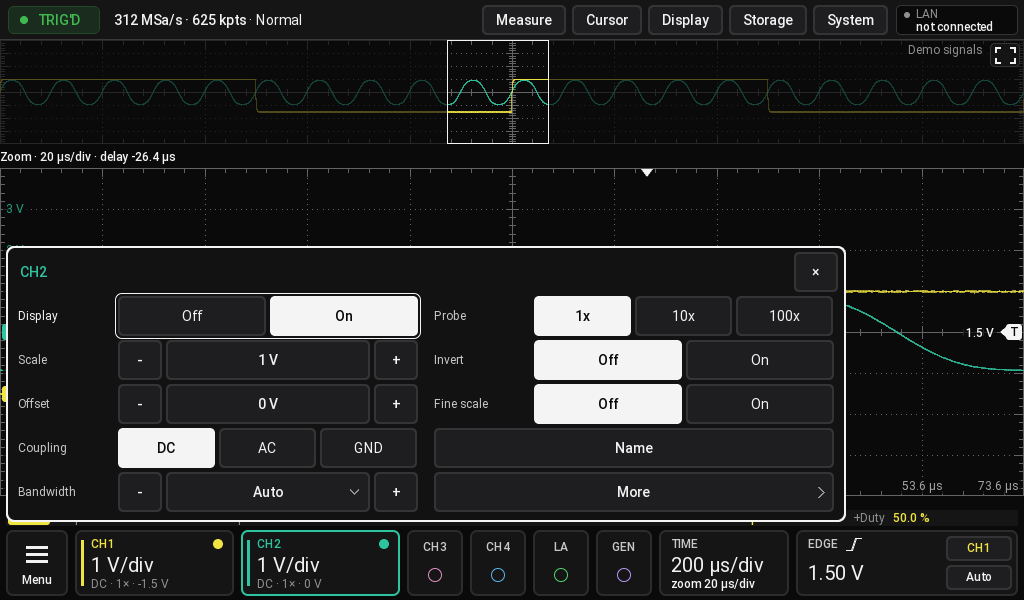 TRIG'D
312 MSa/s · 625 kpts · Normal
Measure
Cursor
Display
Storage
System
LAN
not connected
Demo signals
Zoom · 20 µs/div · delay -26.4 µs
3 V
CH2
×
Display
Off
On
Probe
1x
10x
100x
Scale
-
1 V
+
Invert
Off
On
1.5 V
T
Offset
-
0 V
+
Fine scale
Off
On
Coupling
DC
AC
GND
Name
Bandwidth
-
Auto
+
More
53.6 µs
73.6 µs
+Duty 50.0 %
Menu
CH1
1 V/div
DC · 1× · -1.5 V
CH2
1 V/div
DC · 1× · 0 V
CH3
CH4
LA
GEN
TIME
200 µs/div
zoom 20 µs/div
EDGE
1.50 V
CH1
Auto